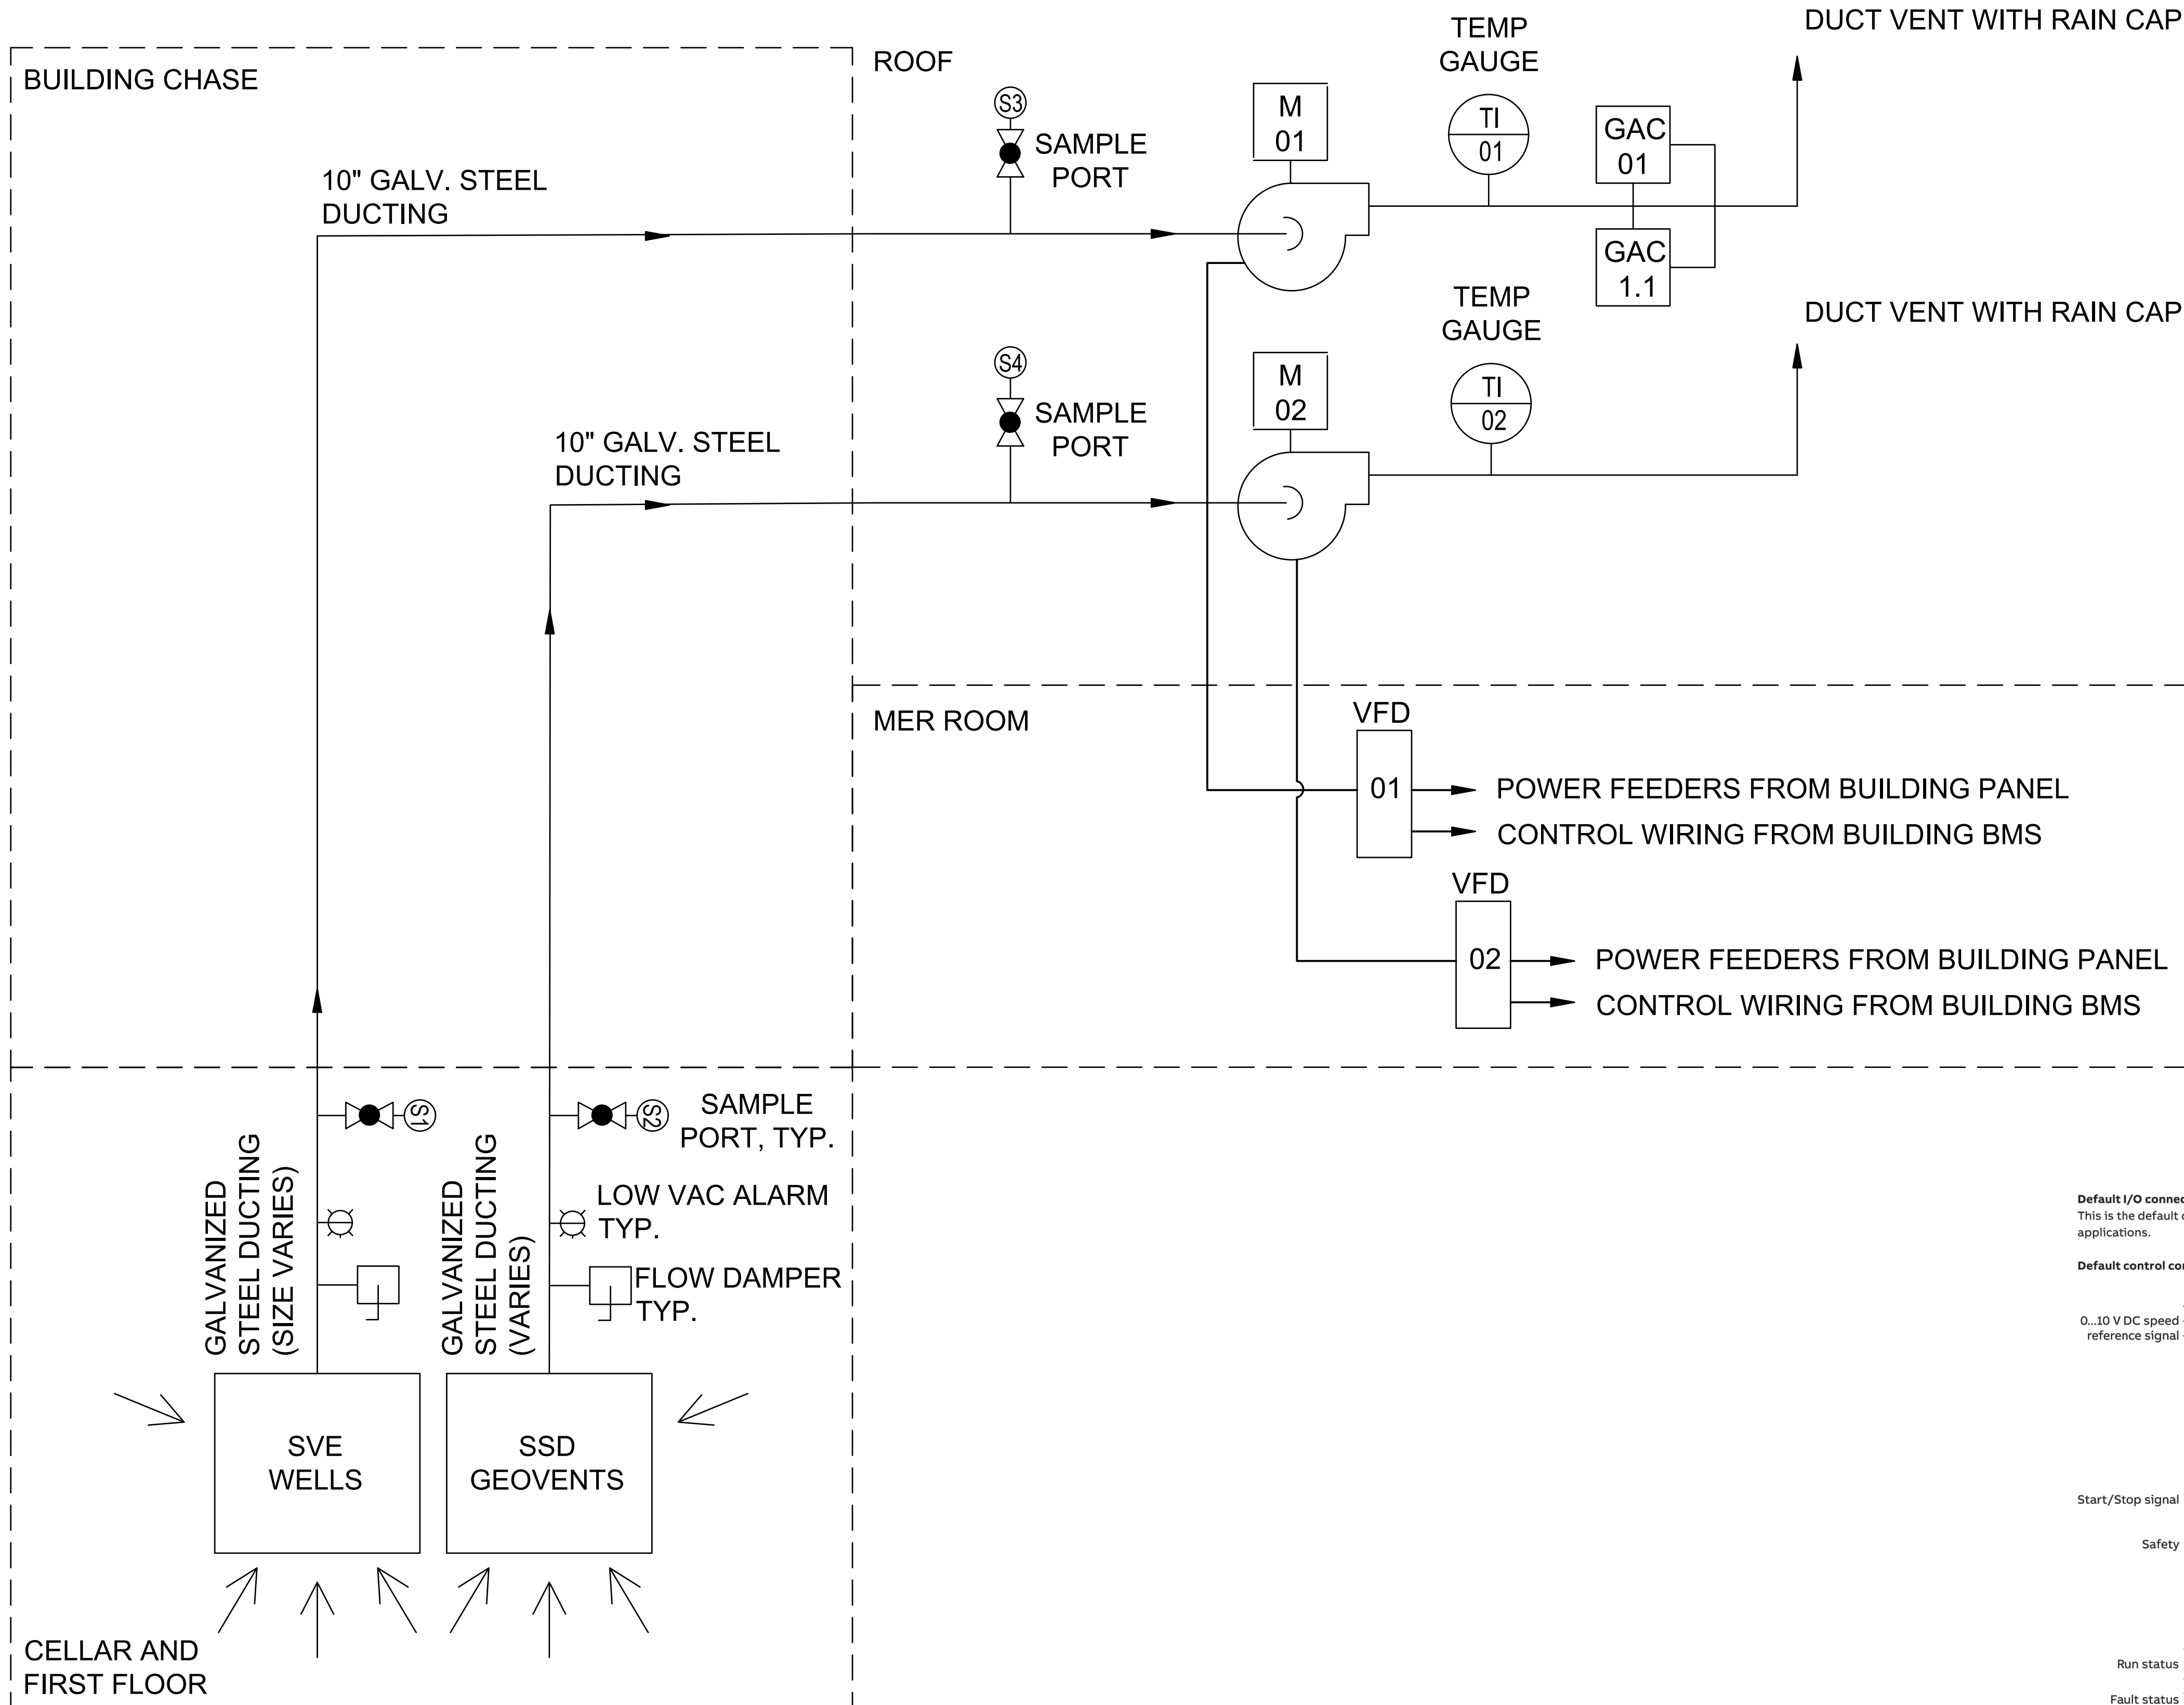 DUCT VENT WITH RAIN CAP
TEMP
GAUGE
ROOF
BUILDING CHASE
S3
SAMPLE
PORT
M
01
TI
01
GAC
01
10" GALV. STEEL
DUCTING
GAC
1.1
TEMP
GAUGE
DUCT VENT WITH RAIN CAP
S4
SAMPLE
PORT
M
02
TI
02
10" GALV. STEEL
DUCTING
MER ROOM
VFD
01
POWER FEEDERS FROM BUILDING PANEL
CONTROL WIRING FROM BUILDING BMS
VFD
02
POWER FEEDERS FROM BUILDING PANEL
CONTROL WIRING FROM BUILDING BMS
S1
S2
SAMPLE
PORT, TYP.
GALVANIZED
STEEL DUCTING
(SIZE VARIES)
GALVANIZED
STEEL DUCTING
(VARIES)
LOW VAC ALARM
TYP.
FLOW DAMPER
TYP.
SVE
WELLS
SSD
GEOVENTS
CELLAR AND
FIRST FLOOR
Default I/O
This is the default
applications.
Default control
0...10 V DC speed
reference signal
Start/Stop signal
Safety
Run status
Fault status